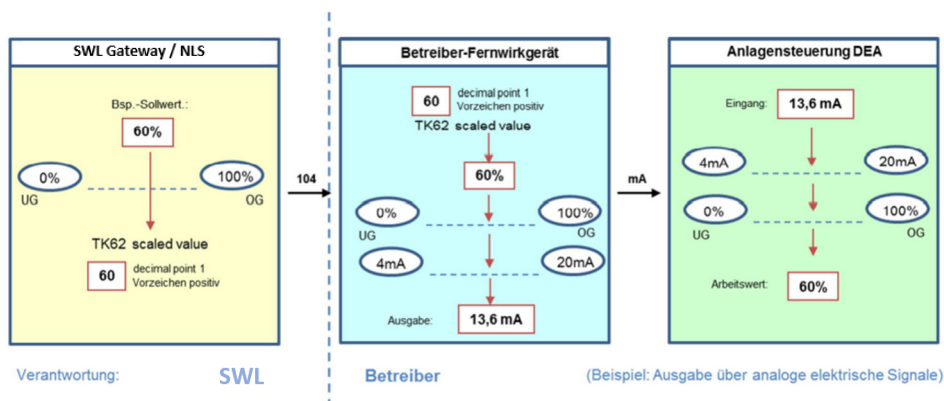 SWL Gateway / NLS
Bsp.-Sollwert.:
60%
0%
100%
UG
OG
TK62 scaled value
60
decimal point 1
Vorzeichen positiv
104
Betreiber-Fernwirkgerät
60
decimal point 1
Vorzeichen positiv
TK62 scaled value
60%
0%
100%
UG
OG
4mA
20mA
Ausgabe:
13,6 mA
mA
Anlagensteuerung DEA
Eingang:
13,6 mA
4mA
20mA
0%
100%
UG
OG
Arbeitswert:
60%
Verantwortung:
SWL
Betreiber
(Beispiel: Ausgabe über analoge elektrische Signale)